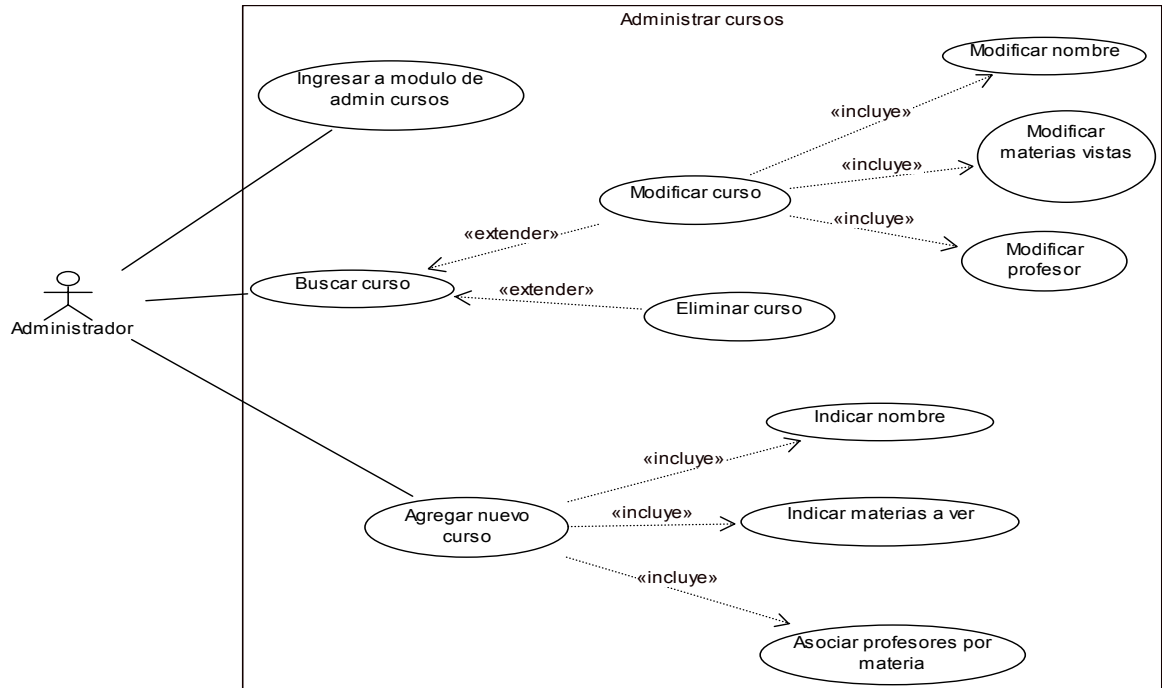 Administrar cursos
Ingresar a modulo de
admin cursos
Modificar nombre
«incluye»
Modificar
materias vistas
«incluye»
Modificar curso
«incluye»
Modificar
profesor
«extender»
Buscar curso
«extender»
Eliminar curso
Administrador
Indicar nombre
«incluye»
Agregar nuevo
curso
«incluye»
Indicar materias a ver
«incluye»
Asociar profesores por
materia